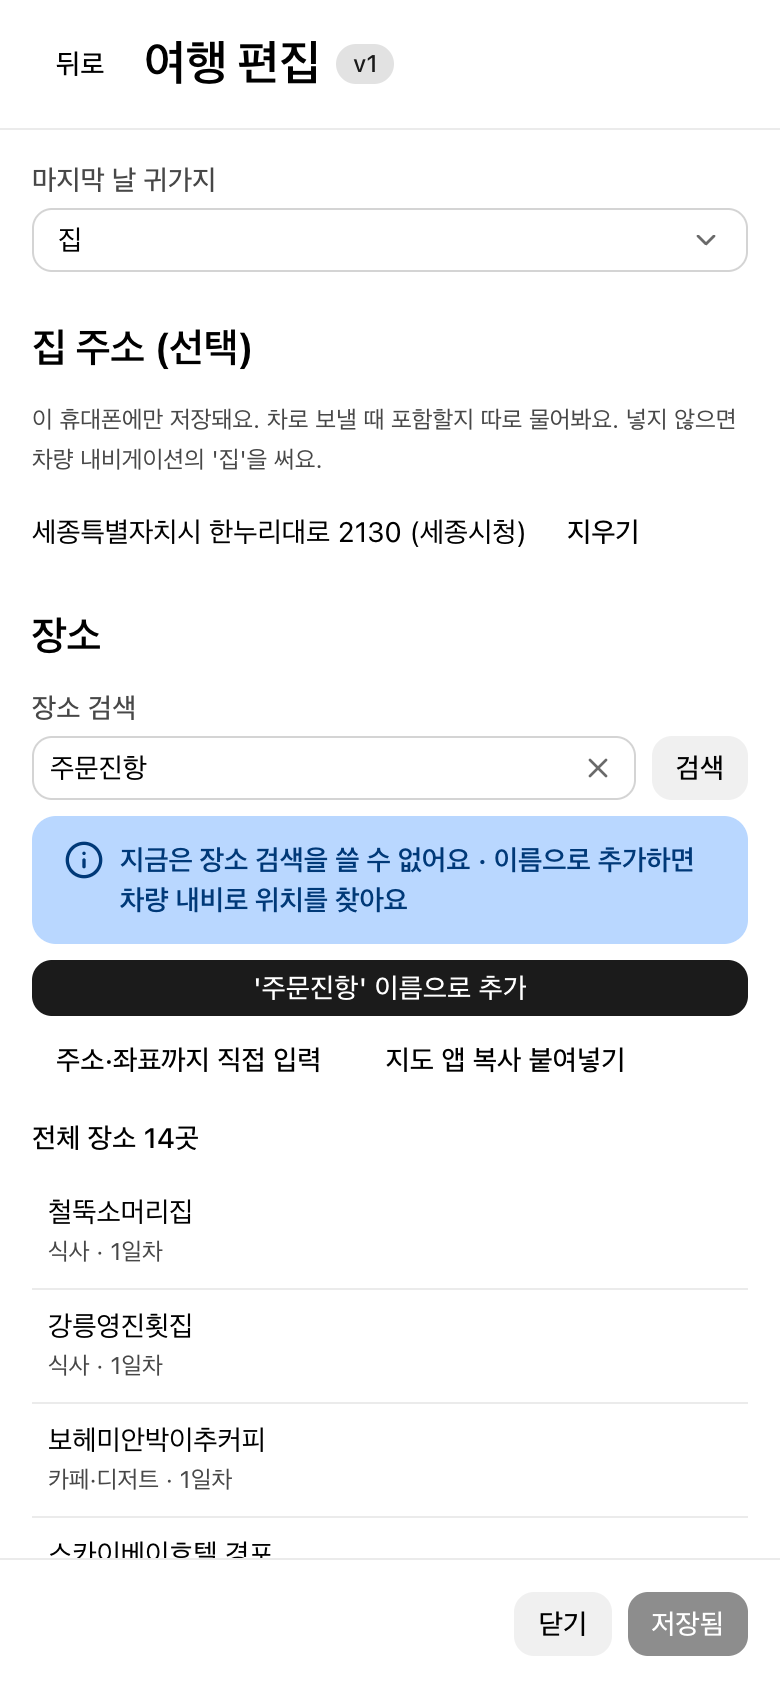 뒤로 여행 편집 v1
마지막 날 귀가지
집
집 주소 (선택)
이 휴대폰에만 저장돼요. 차로 보낼 때 포함할지 따로 물어봐요. 넣지 않으면
차량 내비게이션의 '집'을 써요.
세종특별자치시 한누리대로 2130 (세종시청) 지우기
장소
장소 검색
주문진항 검색
지금은 장소 검색을 쓸 수 없어요 · 이름으로 추가하면
차량 내비로 위치를 찾아요
'주문진항' 이름으로 추가
주소·좌표까지 직접 입력 지도 앱 복사 붙여넣기
전체 장소 14곳
철뚝소머리집
식사 · 1일차
강릉영진횟집
식사 · 1일차
보헤미안박이추커피
카페·디저트 · 1일차
스카이베이호텔 경포
닫기 저장됨